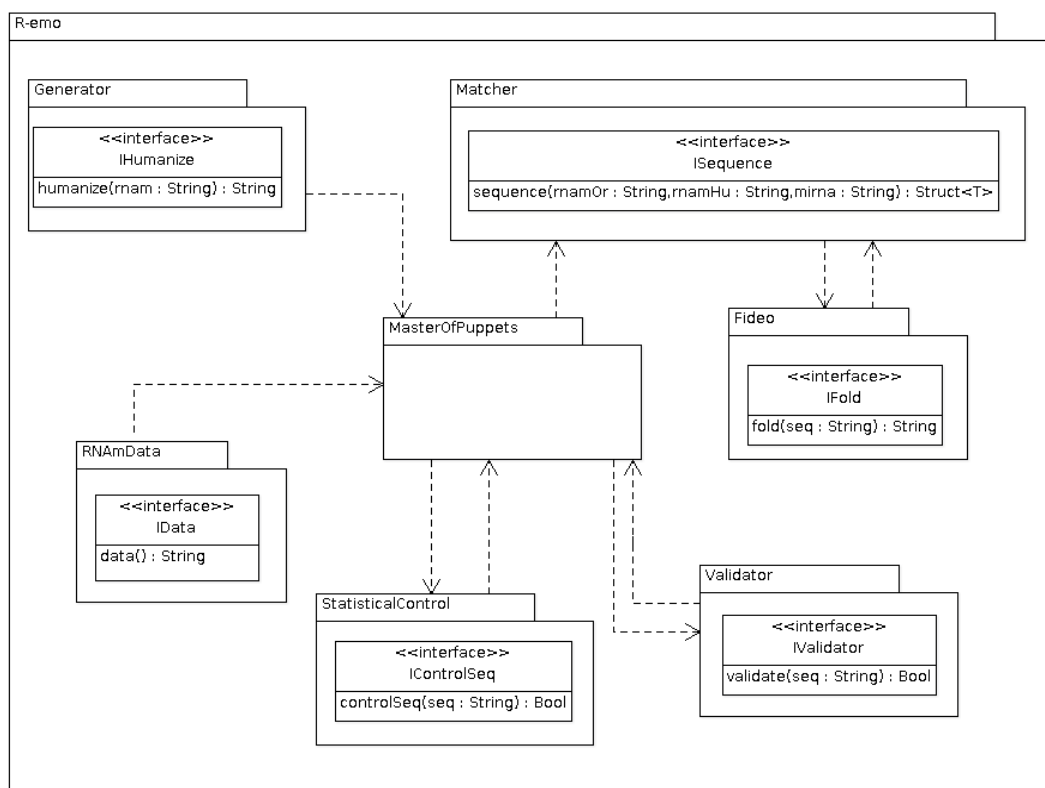 R-emo
Generator
<<interface>>
IHumanize
humanize(rnam : String) : String
Matcher
<<interface>>
ISequence
sequence(rnamOr : String,rnamHu : String,mirna : String) : Struct<T>
MasterOfPuppets
Fideo
<<interface>>
IFold
fold(seq : String) : String
RNAmData
<<interface>>
IData
data() : String
StatisticalControl
<<interface>>
IControlSeq
controlSeq(seq : String) : Bool
Validator
<<interface>>
IValidator
validate(seq : String) : Bool